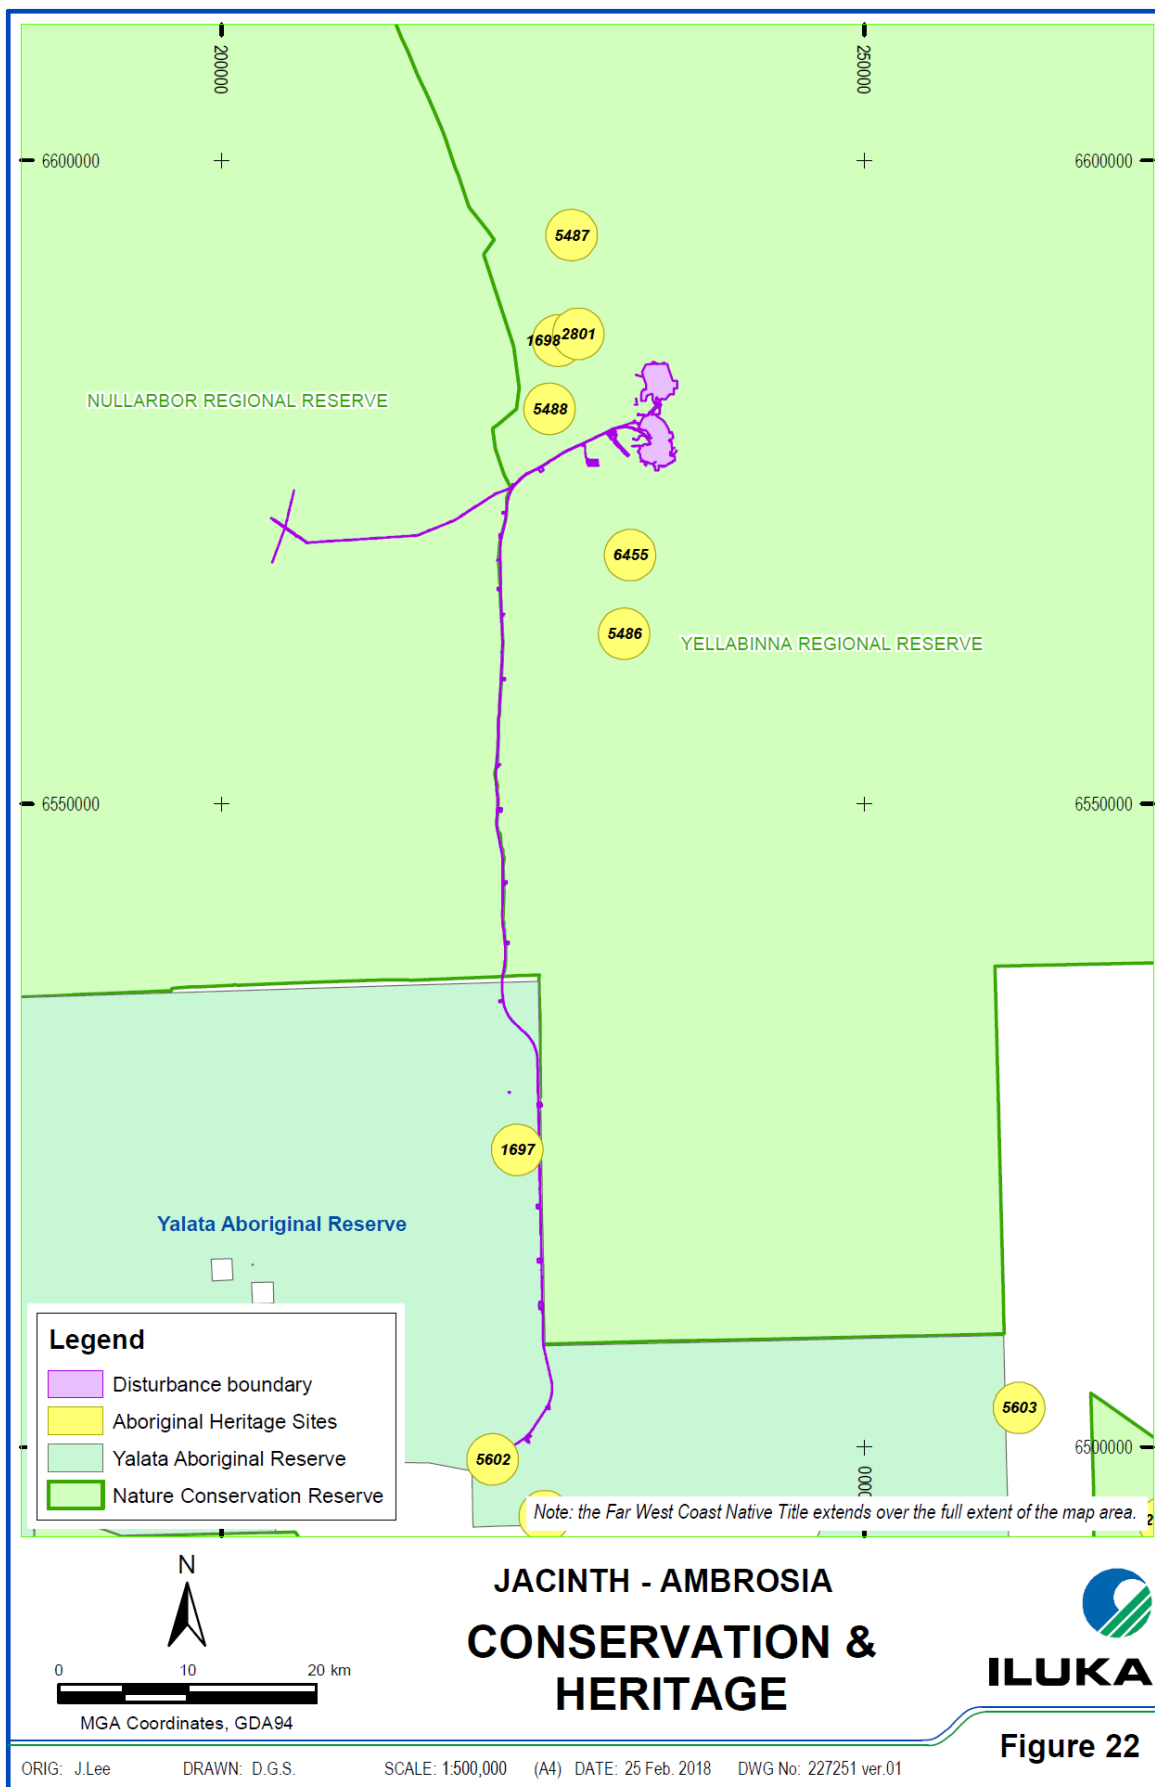 200000
250000
6600000
6600000
5487
1698
2801
NULLARBOR REGIONAL RESERVE
5488
6455
5486
YELLABINNA REGIONAL RESERVE
6550000
6550000
1697
Yalata Aboriginal Reserve
Legend
Disturbance boundary
Aboriginal Heritage Sites
Yalata Aboriginal Reserve
Nature Conservation Reserve
5603
5602
6500000
Note: the Far West Coast Native Title extends over the full extent of the map area.
N
0 10 20 km
MGA Coordinates, GDA94
JACINTH - AMBROSIA
CONSERVATION &
HERITAGE
ILUKA
Figure 22
ORIG: J.Lee DRAWN: D.G.S. SCALE: 1:500,000 (A4) DATE: 25 Feb. 2018 DWG No: 227251 ver.01